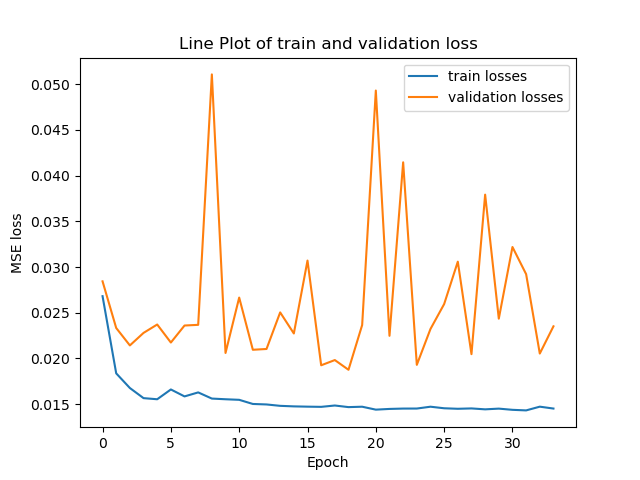 Line Plot of train and validation loss
train losses
validation losses
0.050
0.045
0.040
0.035
0.030
0.025
0.020
0.015
MSE loss
0 5 10 15 20 25 30
Epoch